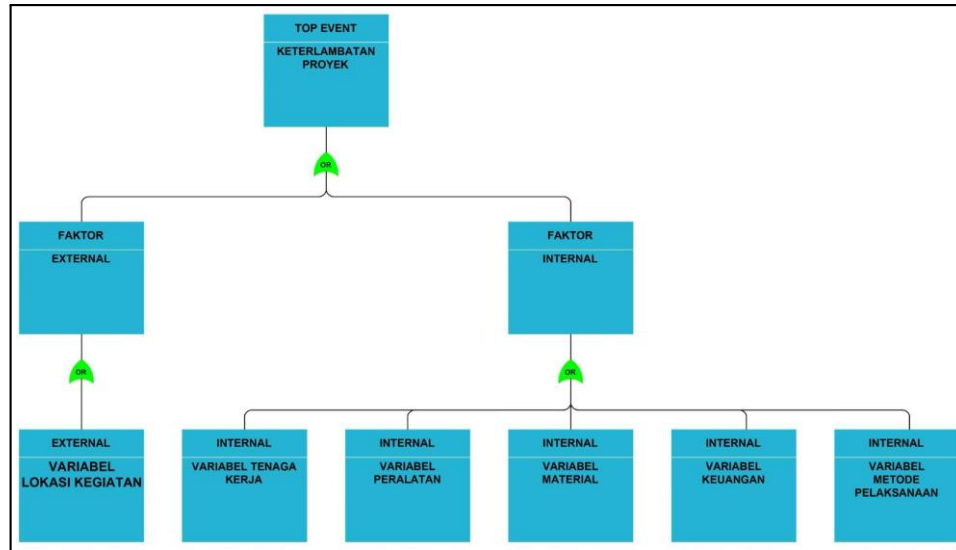 TOP EVENT
KETERLAMBATAN
PROYEK
OR
FAKTOR
EXTERNAL
FAKTOR
INTERNAL
OR
OR
EXTERNAL
VARIABEL
LOKASI KEGIATAN
INTERNAL
VARIABEL TENAGA
KERJA
INTERNAL
VARIABEL
PERALATAN
INTERNAL
VARIABEL
MATERIAL
INTERNAL
VARIABEL
KEUANGAN
INTERNAL
VARIABEL
METODE
PELAKSANAAN